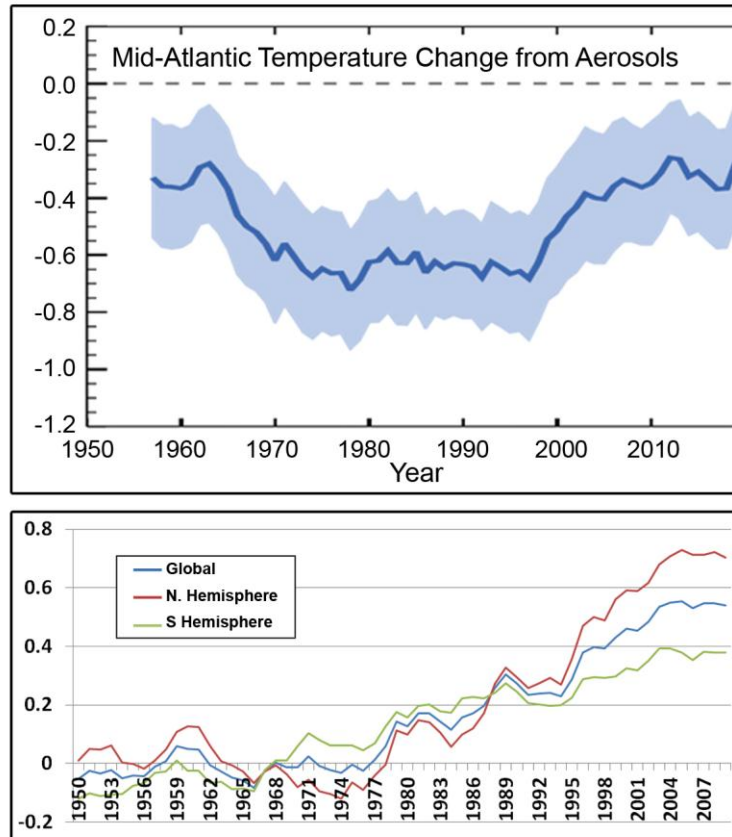 0.2
Mid-Atlantic Temperature Change from Aerosols
0.0
-0.2
-0.4
-0.6
-0.8
-1.0
-1.2
1950 1960 1970 1980 1990 2000 2010
Year
0.8
Global
0.6
N. Hemisphere
S Hemisphere
0.4
0.2
0
1950 1953 1956 1959 1962 1965 1968 1971 1974 1977 1980 1983 1986 1989 1992 1995 1998 2001 2004 2007
-0.2